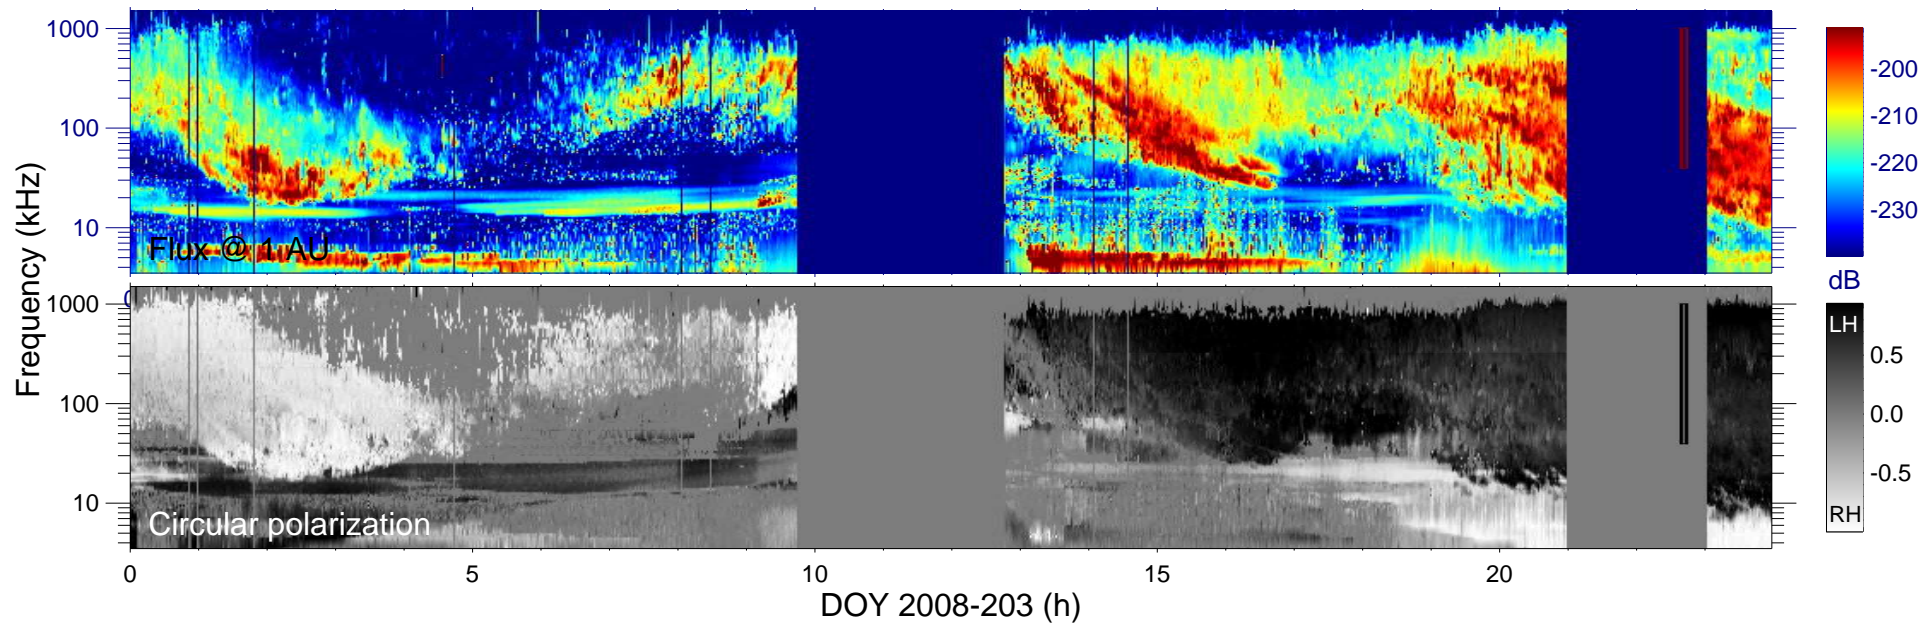 1000
100
10
Flux @ 1 AU
0
-200
-210
-220
-230
dB
Frequency (kHz)
1000
100
10
Circular polarization
LH
0.5
0.0
-0.5
RH
0
5
10
15
20
DOY 2008-203 (h)